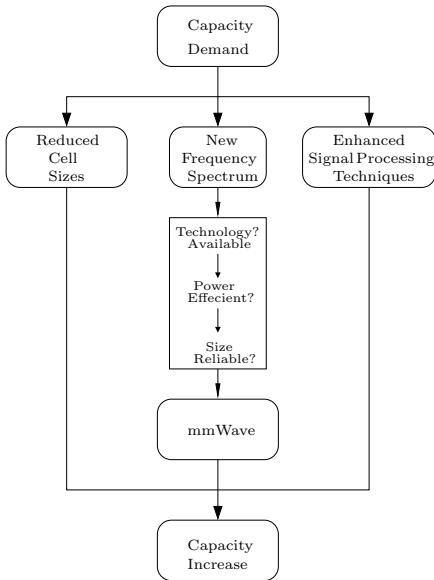 Capacity
Demand
Reduced
Cell
Sizes
New
Frequency
Spectrum
Enhanced
Signal Processing
Techniques
Technology?
Available
Power
Effecient?
Size
Reliable?
mmWave
Capacity
Increase